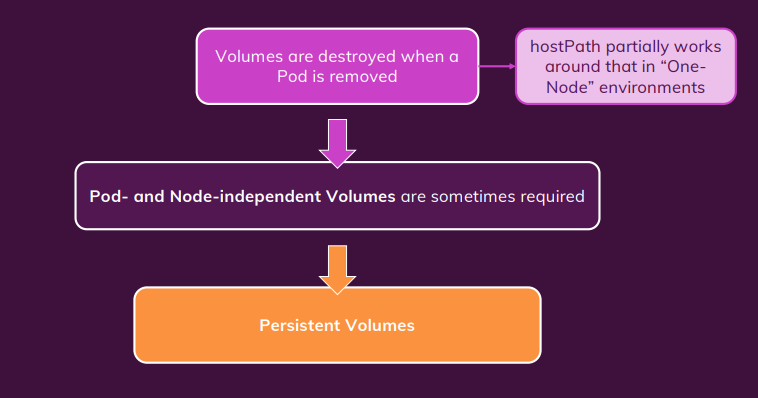 Volumes are destroyed when a
Pod is removed
hostPath partially works
around that in “One-
Node” environments
Pod- and Node-independent Volumes are sometimes required
Persistent Volumes